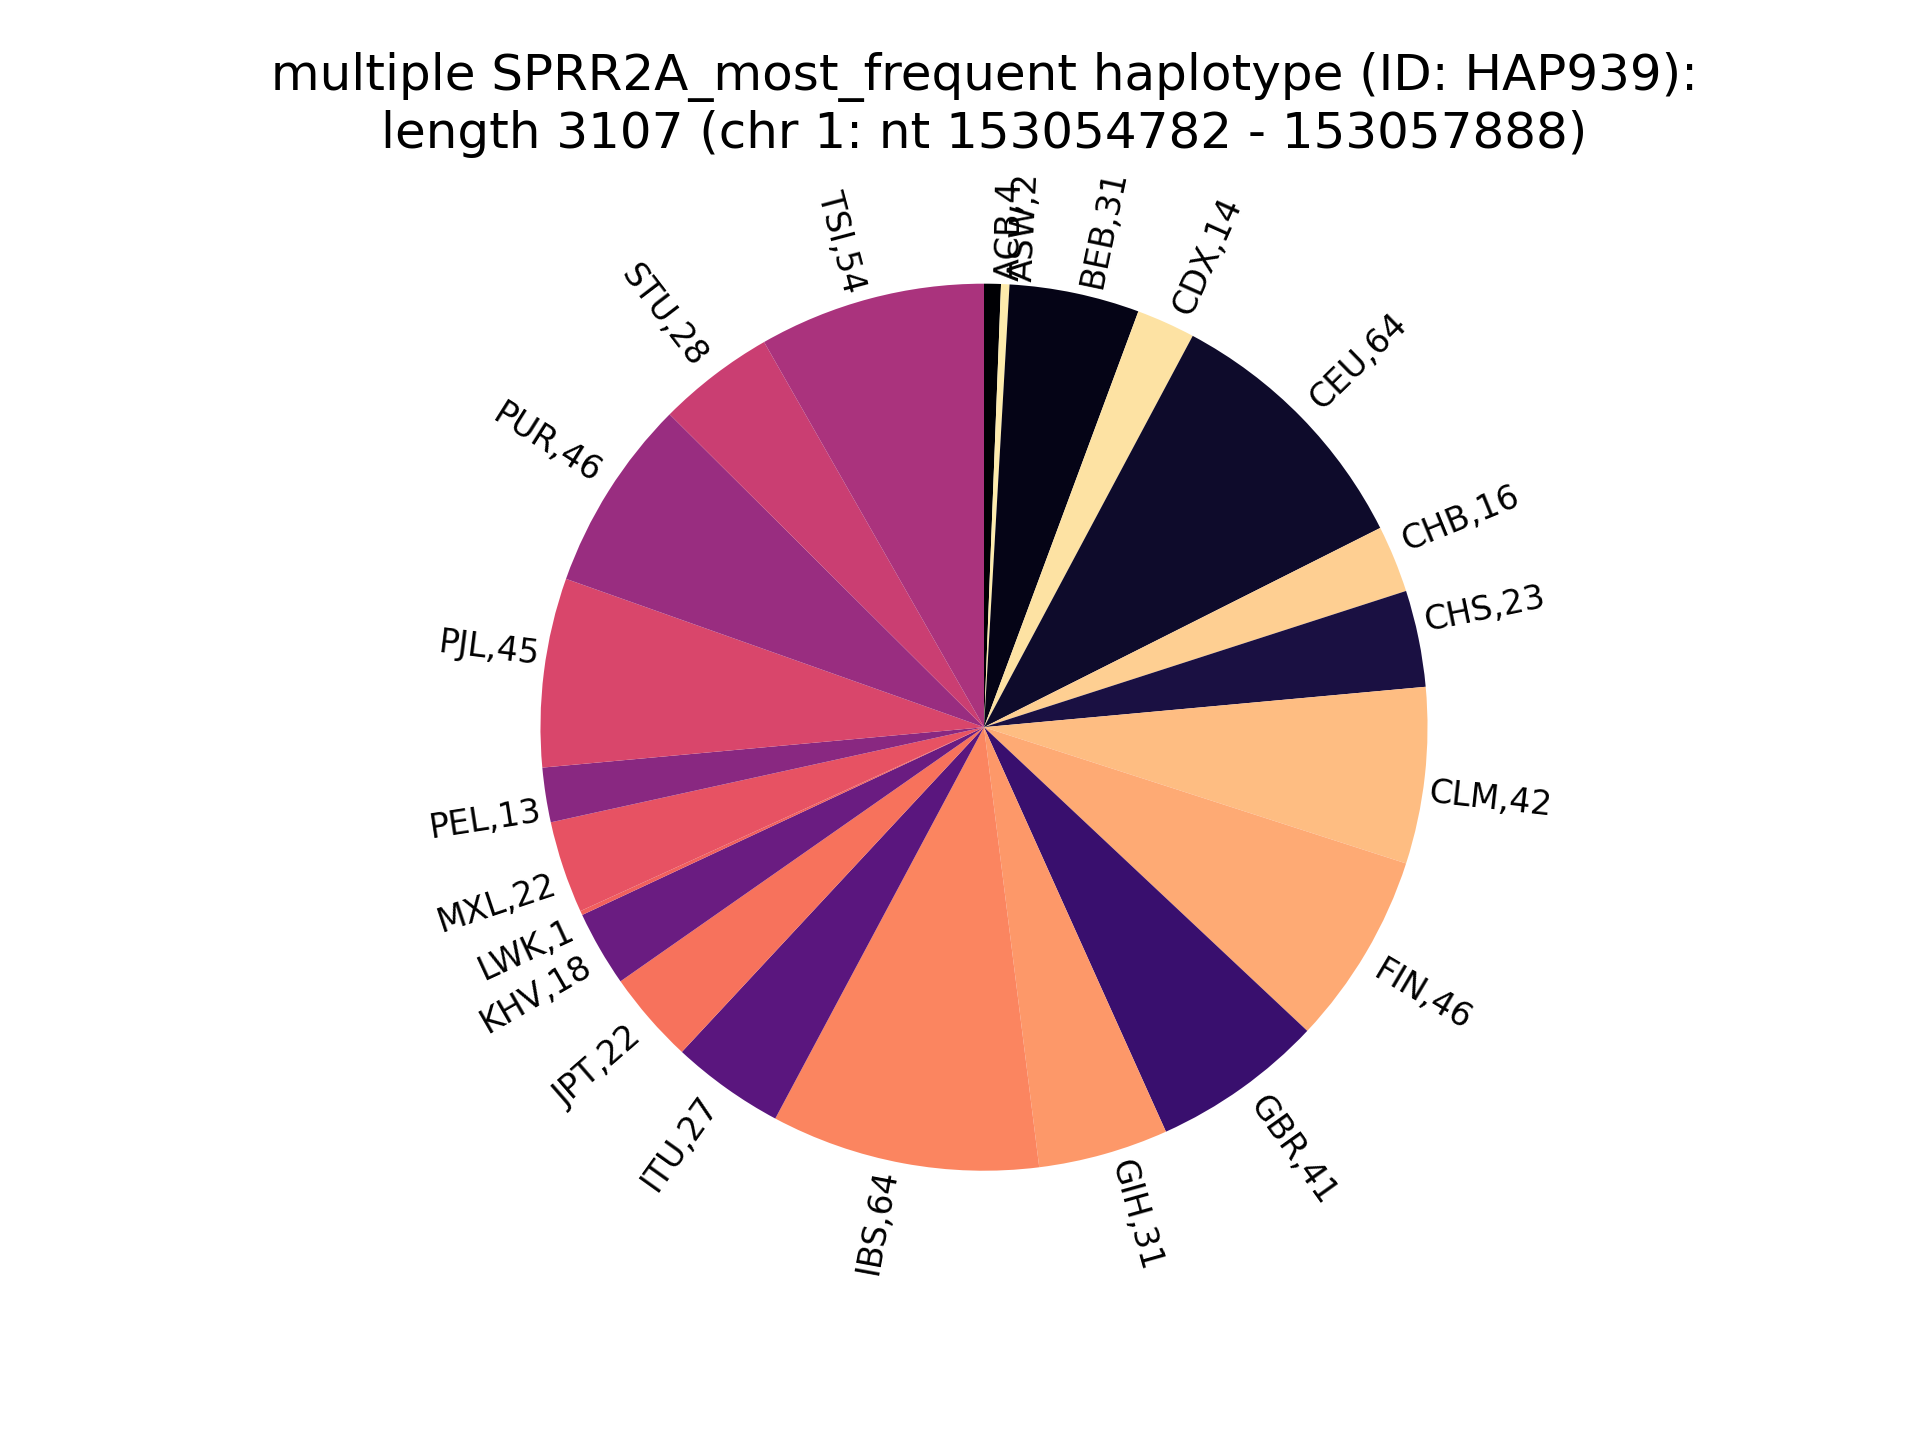 multiple SPRR2A_most_frequent haplotype (ID: HAP939):
length 3107 (chr 1: nt 153054782 - 153057888)
ACB,4
ASW,2
BEB,31
CDX,14
CEU,64
CHB,16
CHS,23
CLM,42
FIN,46
GBR,41
GIH,31
IBS,64
ITU,27
JPT,22
KHV,18
LWK,1
MXL,22
PEL,13
PJL,45
PUR,46
STU,28
TSI,54